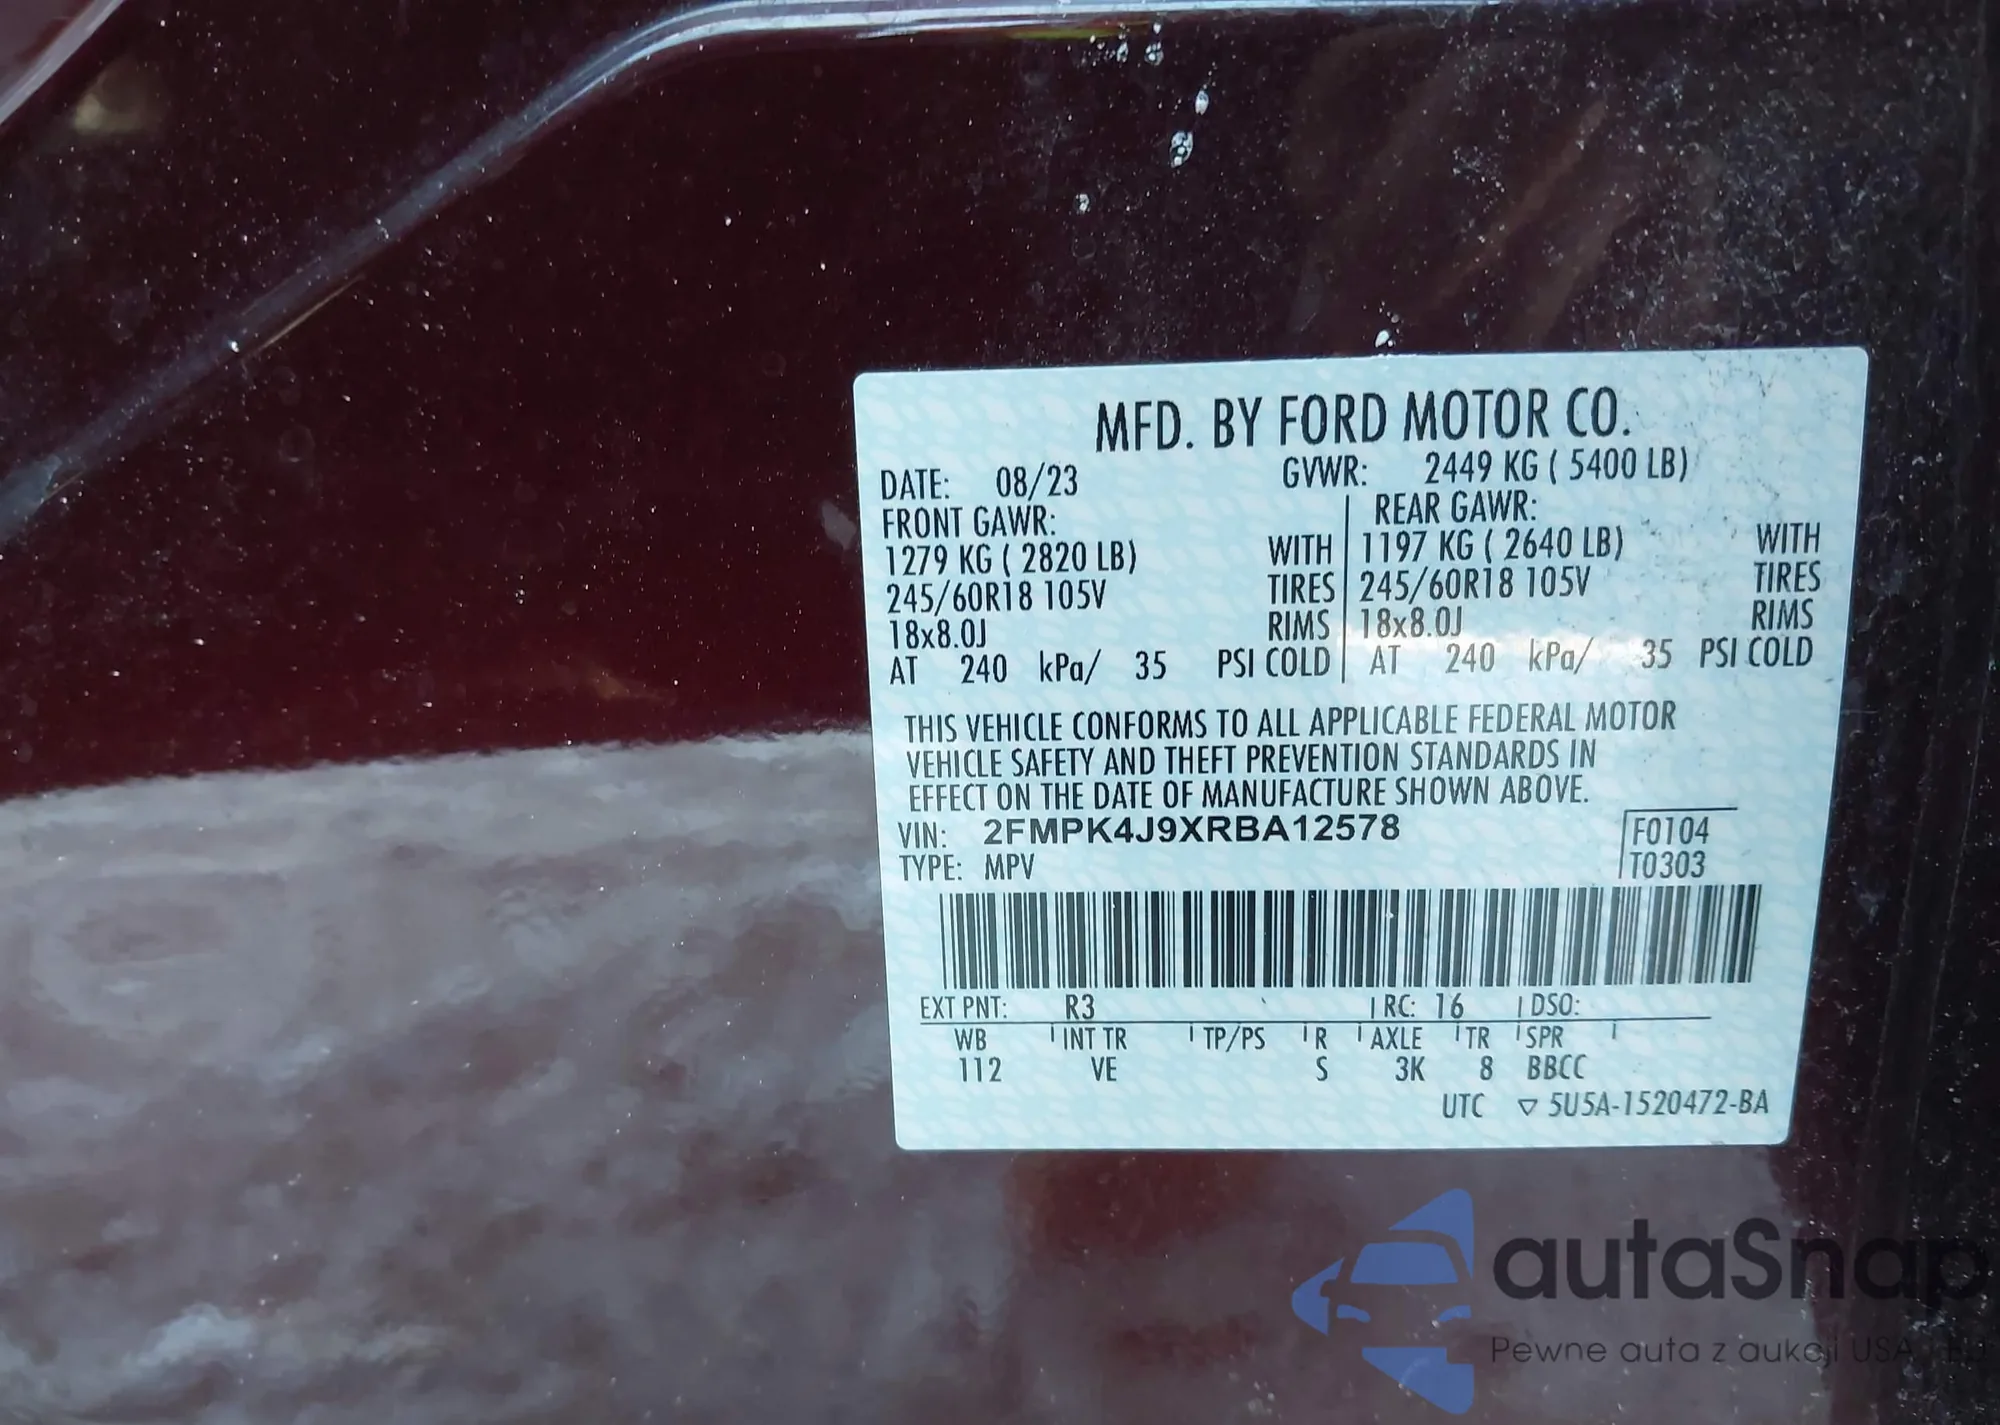 MFD. BY FORD MOTOR CO.
DATE: 08/23 GVWR: 2449 KG ( 5400 LB)
FRONT GAWR: REAR GAWR:
1279 KG ( 2820 LB) WITH 1197 KG ( 2640 LB) WITH
245/60R18 105V TIRES 245/60R18 105V TIRES
18x8.0J RIMS 18x8.0J RIMS
AT 240 kPa/ 35 PSI COLD AT 240 kPa/ 35 PSI COLD
THIS VEHICLE CONFORMS TO ALL APPLICABLE FEDERAL MOTOR
VEHICLE SAFETY AND THEFT PREVENTION STANDARDS IN
EFFECT ON THE DATE OF MANUFACTURE SHOWN ABOVE.
VIN: 2FMPK4J9XRBA12578 F0104
TYPE: MPV T0303
EXT PNT: R3 RC: 16 DSO:
WB INT TR TP/PS R AXLE TR SPR
112 VE S 3K 8 BBCC
UTC ▽ 5U5A-1520472-BA
autaSnap
Pewne auta z aukcji USA i EU